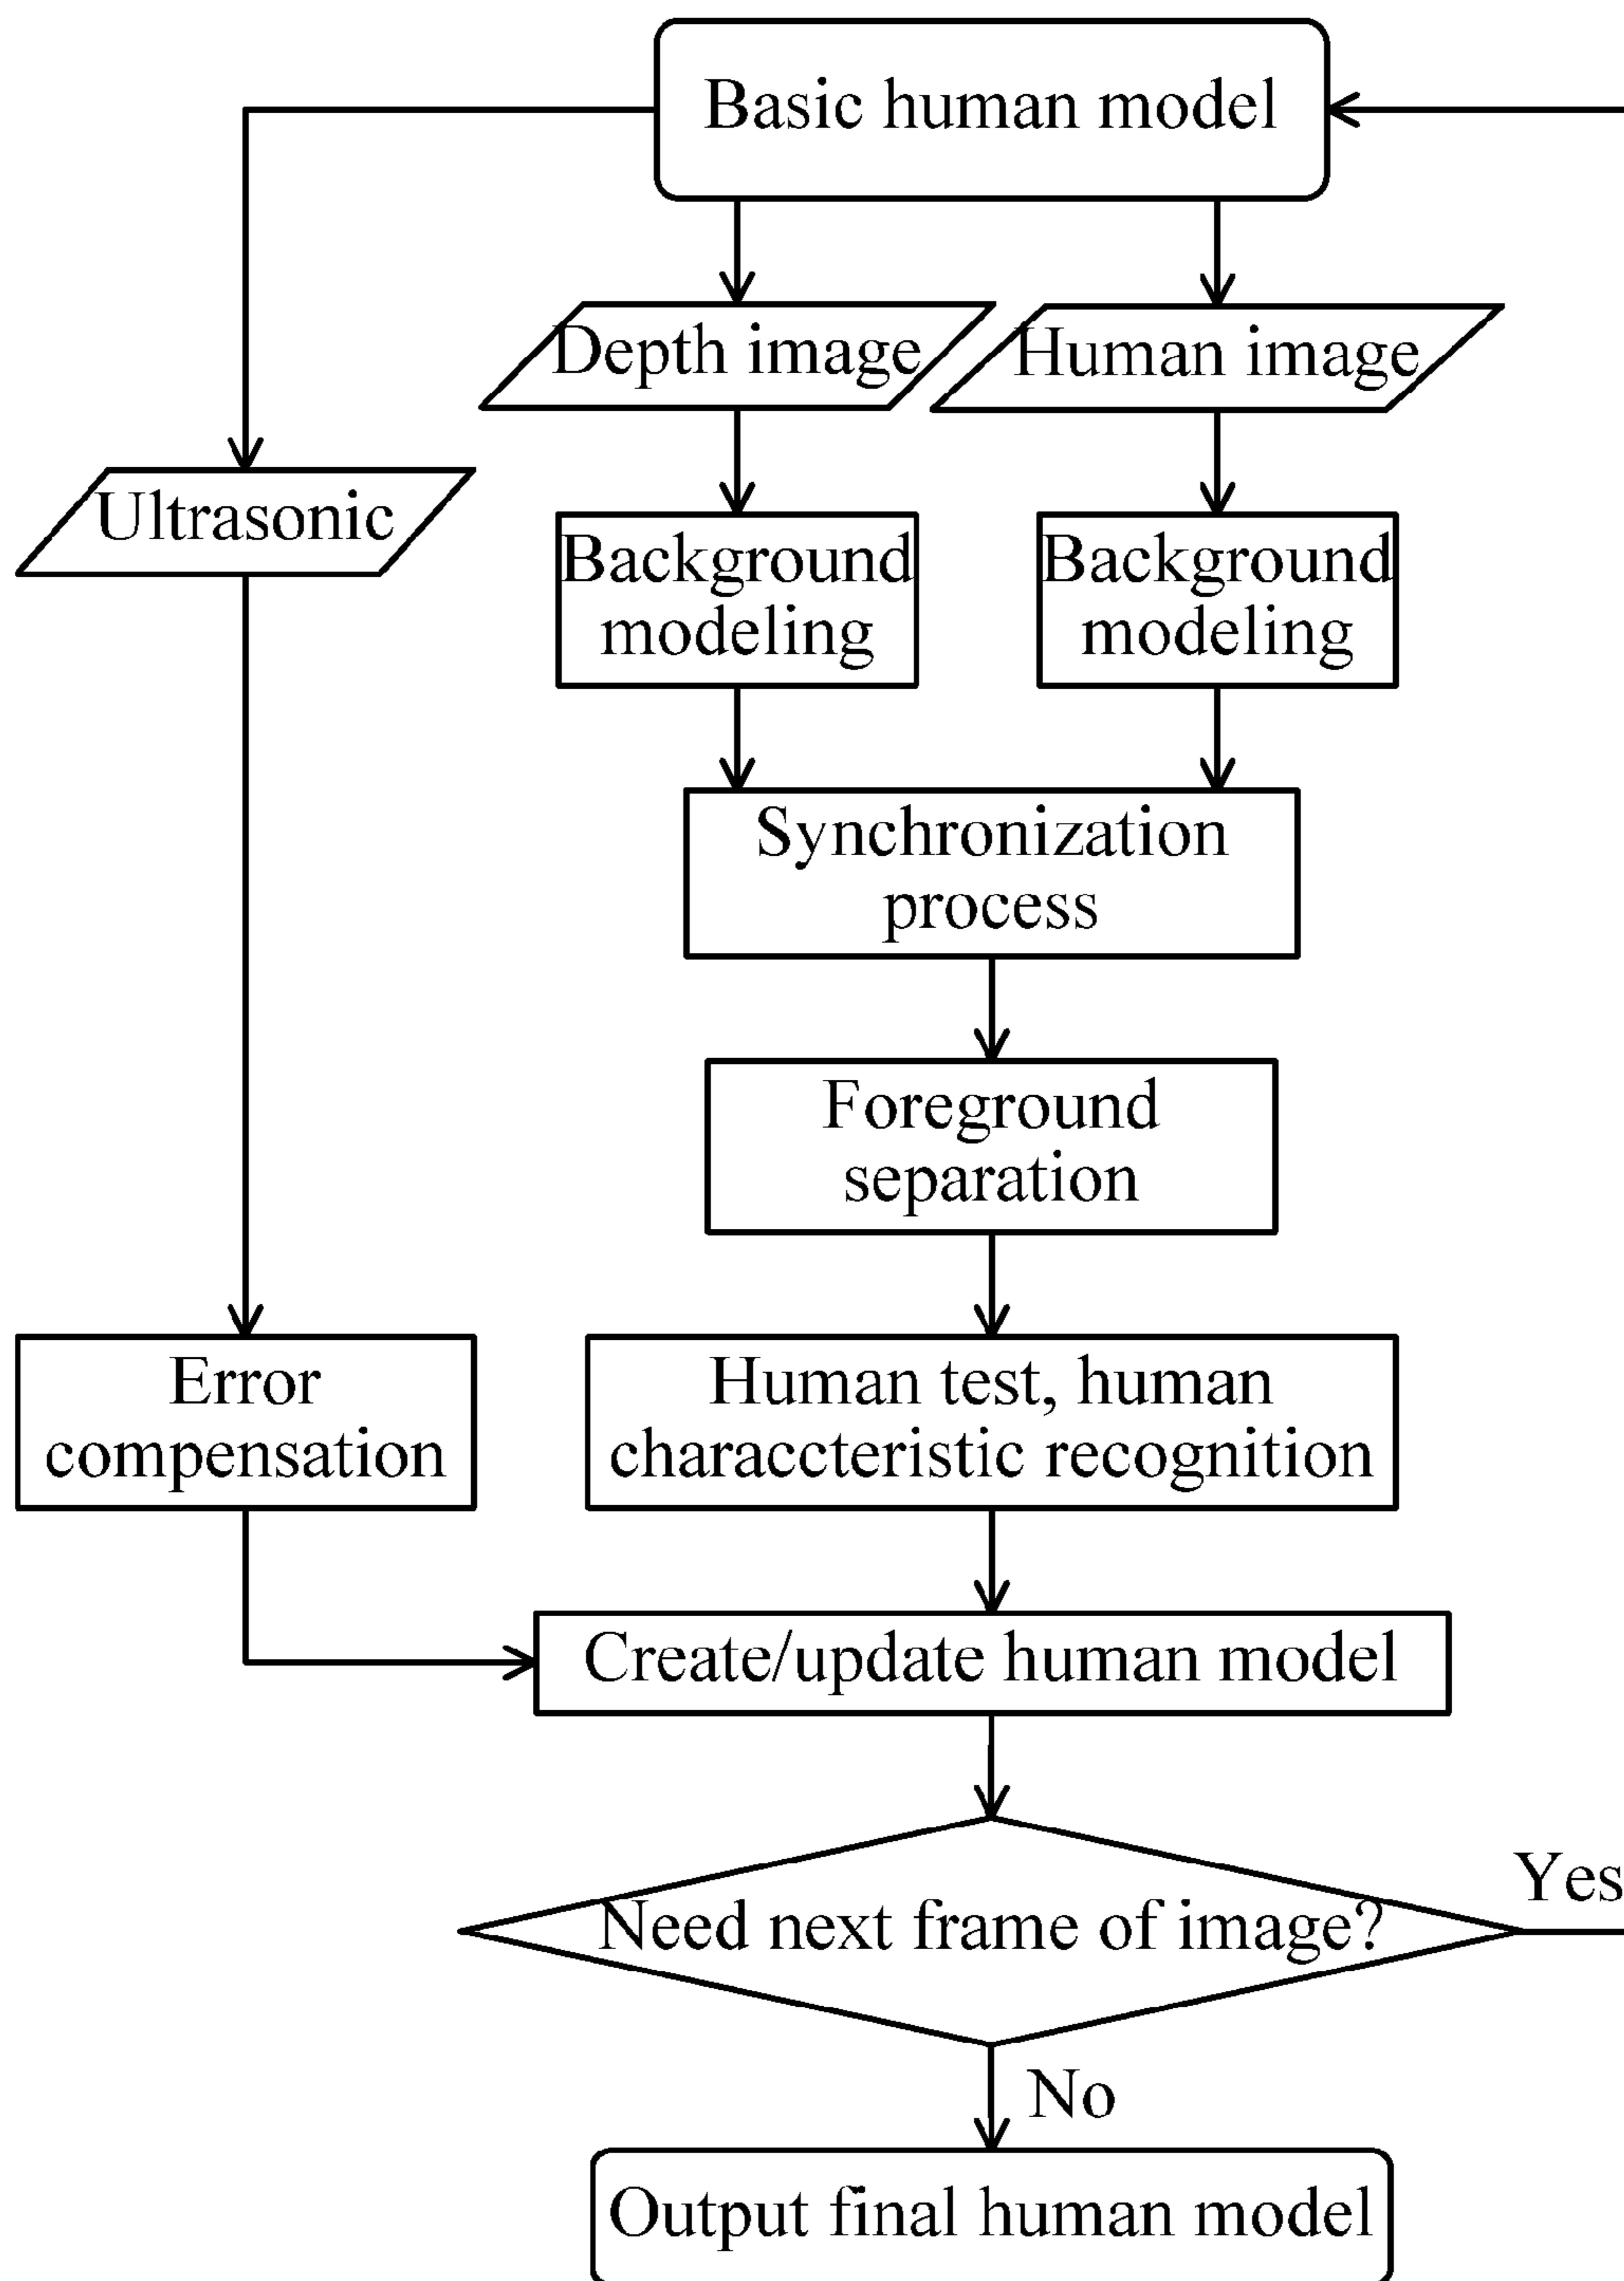 Basic human model
Depth image
Human image
Ultrasonic
Background
modeling
Background
modeling
Synchronization
process
Foreground
separation
Error
compensation
Human test, human
characcteristic recognition
Create/update human model
Need next frame of image?
Yes
No
Output final human model